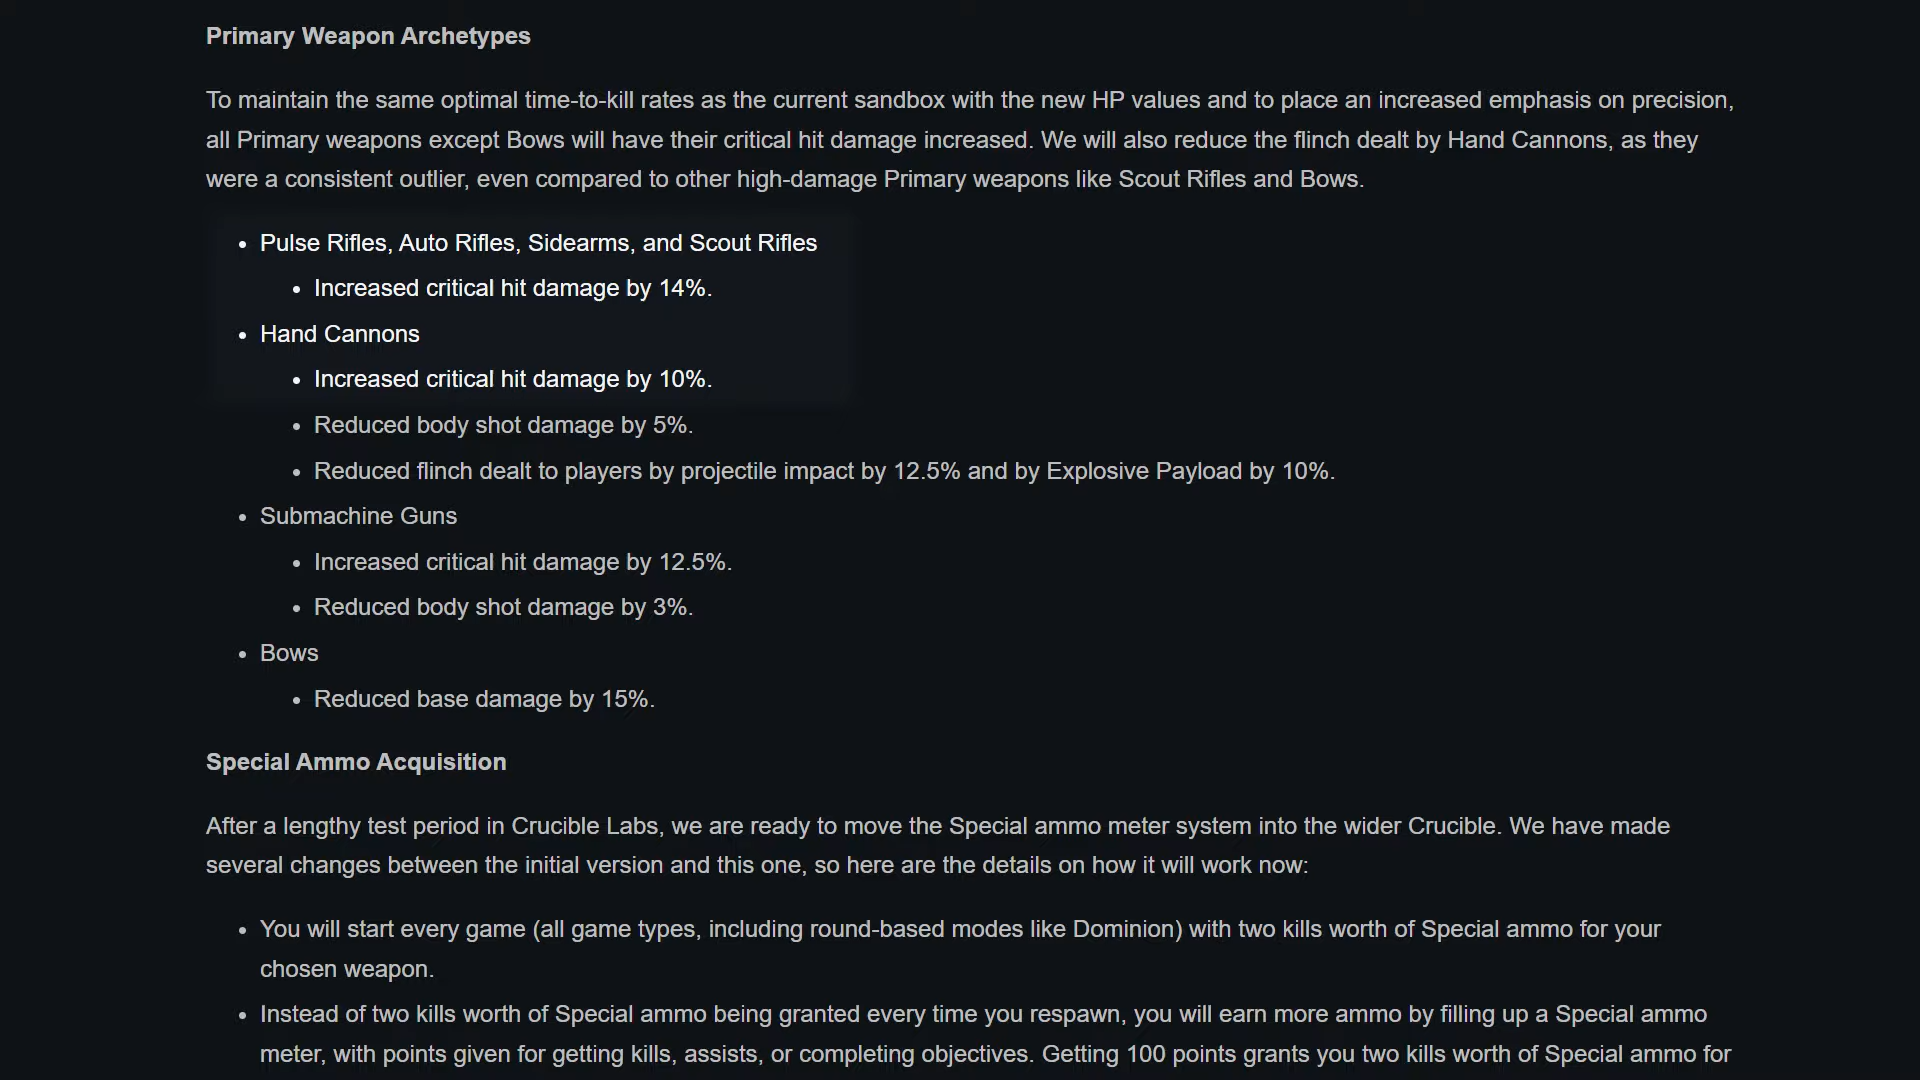 Primary Weapon Archetypes
To maintain the same optimal time-to-kill rates as the current sandbox with the new HP values and to place an increased emphasis on precision,
all Primary weapons except Bows will have their critical hit damage increased. We will also reduce the flinch dealt by Hand Cannons, as they
were a consistent outlier, even compared to other high-damage Primary weapons like Scout Rifles and Bows.
• Pulse Rifles, Auto Rifles, Sidearms, and Scout Rifles
• Increased critical hit damage by 14%.
• Hand Cannons
• Increased critical hit damage by 10%.
• Reduced body shot damage by 5%.
• Reduced flinch dealt to players by projectile impact by 12.5% and by Explosive Payload by 10%.
• Submachine Guns
• Increased critical hit damage by 12.5%.
• Reduced body shot damage by 3%.
• Bows
• Reduced base damage by 15%.
Special Ammo Acquisition
After a lengthy test period in Crucible Labs, we are ready to move the Special ammo meter system into the wider Crucible. We have made
several changes between the initial version and this one, so here are the details on how it will work now:
• You will start every game (all game types, including round-based modes like Dominion) with two kills worth of Special ammo for your
chosen weapon.
• Instead of two kills worth of Special ammo being granted every time you respawn, you will earn more ammo by filling up a Special ammo
meter, with points given for getting kills, assists, or completing objectives. Getting 100 points grants you two kills worth of Special ammo for